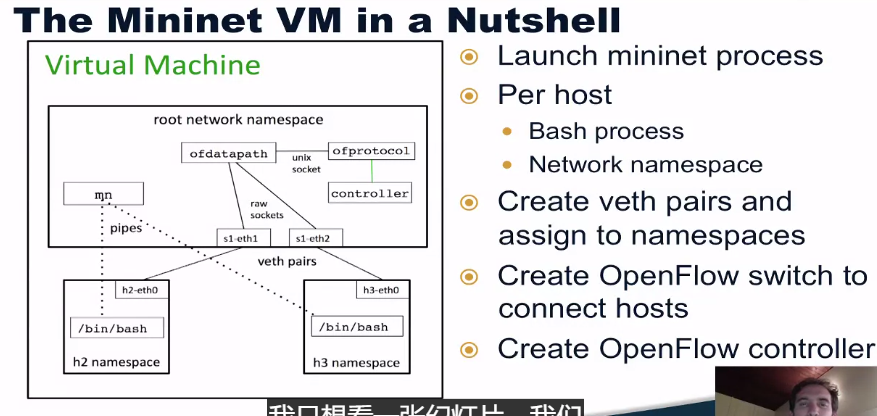 The Mininet VM in a Nutshell
Virtual Machine
root network namespace
ofdatapath
unix
socket
ofprotocol
controller
mn
raw
sockets
pipes
s1-eth1
s1-eth2
veth pairs
h2-eth0
h3-eth0
/bin/bash
/bin/bash
h2 namespace
h3 namespace
Launch mininet process
Per host
Bash process
Network namespace
Create veth pairs and
assign to namespaces
Create OpenFlow switch to
connect hosts
Create OpenFlow controller
我只想看一张幻灯片，我们